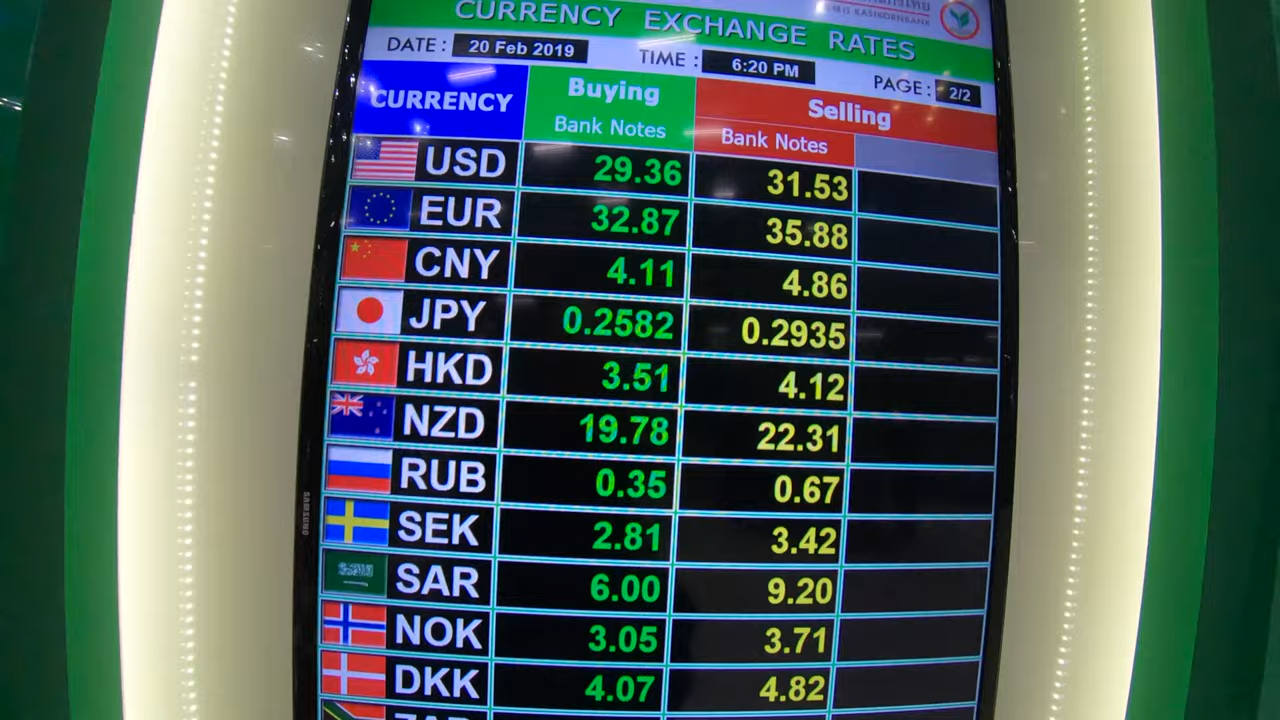 KASIKORNBANK
CURRENCY EXCHANGE RATES
DATE : 20 Feb 2019 TIME : 6:20 PM PAGE : 2/2
CURRENCY Buying Selling
Bank Notes Bank Notes
USD 29.36 31.53
EUR 32.87 35.88
CNY 4.11 4.86
JPY 0.2582 0.2935
HKD 3.51 4.12
NZD 19.78 22.31
RUB 0.35 0.67
SEK 2.81 3.42
SAR 6.00 9.20
NOK 3.05 3.71
DKK 4.07 4.82
SAMSUNG